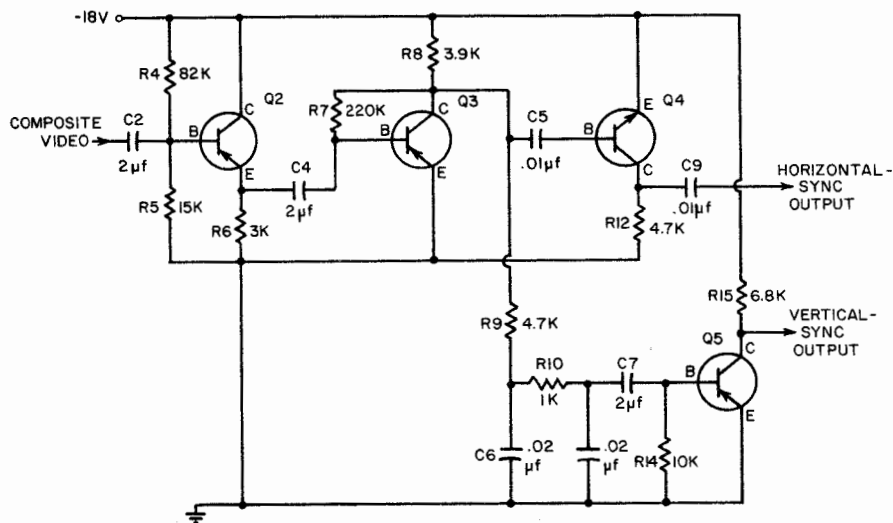 -18V
R4
82K
C2
COMPOSITE
VIDEO
2µf
B
C
Q2
E
R5
15K
R6
3K
C4
2µf
R7
220K
R8
3.9K
B
C
Q3
E
C5
.01µf
B
E
Q4
C
C9
.01µf
HORIZONTAL-
SYNC
OUTPUT
R12
4.7K
R9
4.7K
R10
1K
C7
2µf
C6
.02
µf
.02
µf
R14
10K
R15
6.8K
Q5
B
C
E
VERTICAL-
SYNC
OUTPUT